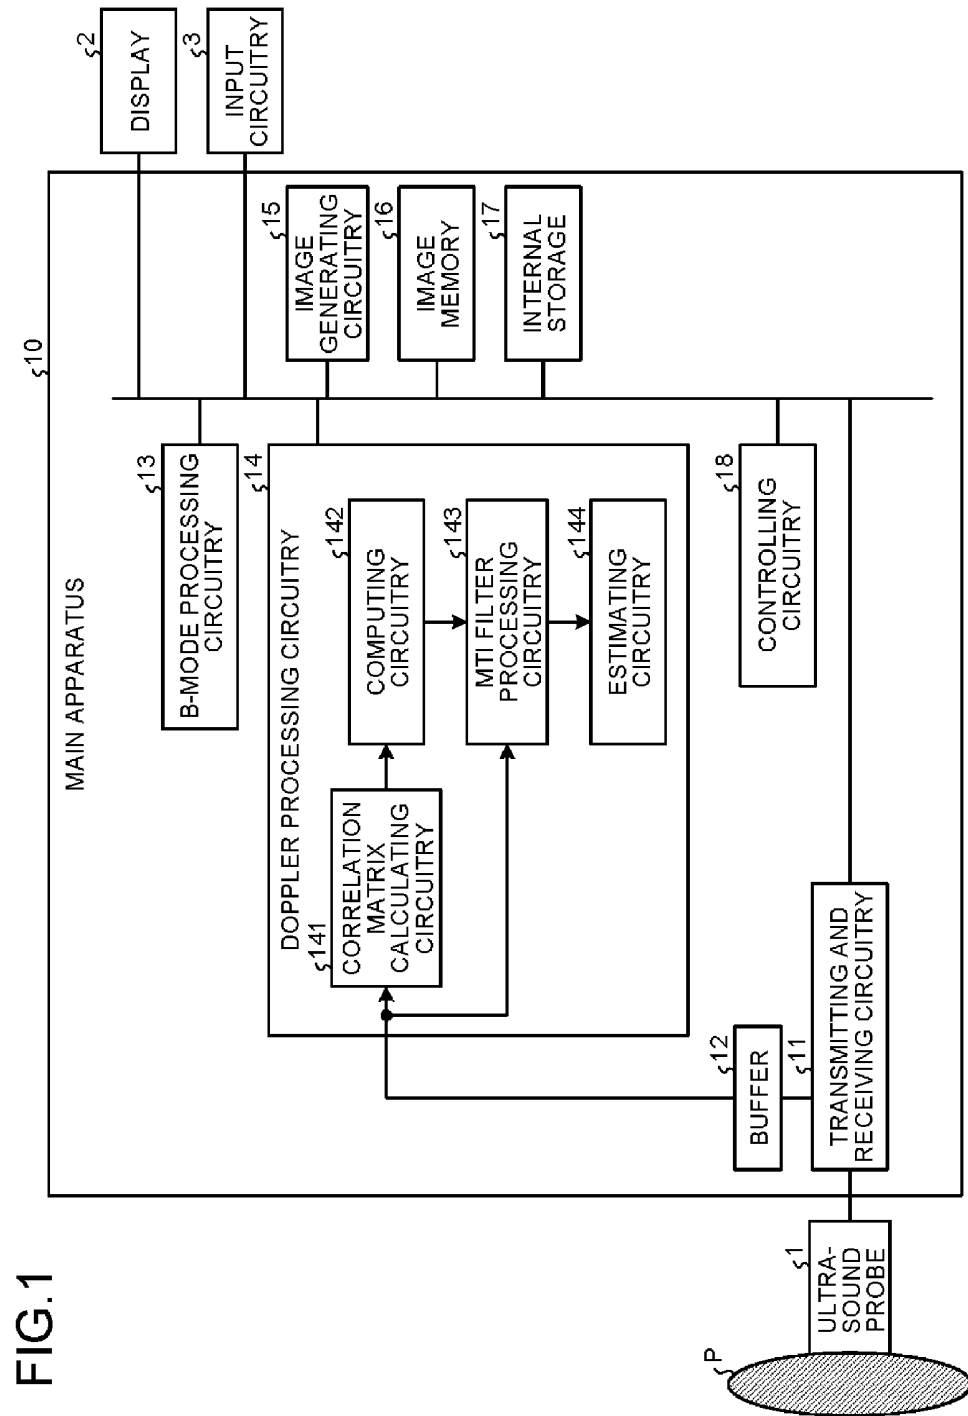 FIG.1
P
1
ULTRA-
SOUND
PROBE
10
MAIN APPARATUS
11
TRANSMITTING AND
RECEIVING CIRCUITRY
12
BUFFER
13
B-MODE PROCESSING
CIRCUITRY
14
DOPPLER PROCESSING CIRCUITRY
141
CORRELATION
MATRIX
CALCULATING
CIRCUITRY
142
COMPUTING
CIRCUITRY
143
MTI FILTER
PROCESSING
CIRCUITRY
144
ESTIMATING
CIRCUITRY
18
CONTROLLING
CIRCUITRY
15
IMAGE
GENERATING
CIRCUITRY
16
IMAGE
MEMORY
17
INTERNAL
STORAGE
2
DISPLAY
3
INPUT
CIRCUITRY